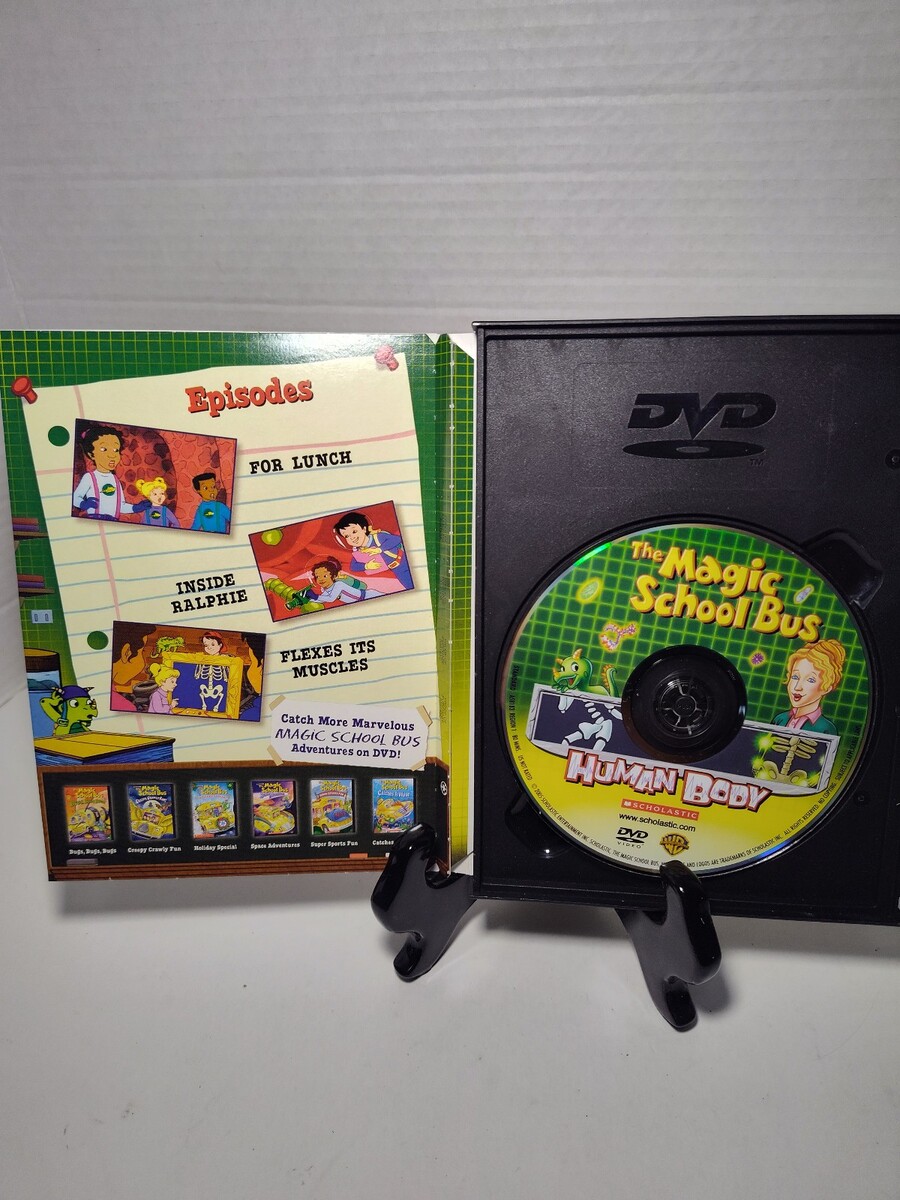 Episodes
FOR LUNCH
INSIDE
RALPHIE
FLEXES ITS
MUSCLES
Catch More Marvelous
MAGIC SCHOOL BUS
Adventures on DVD!
Bugs, Bugs, Bugs
Creepy Crawly Fun
Holiday Special
Space Adventures
Super Sports Fun
Catches
DVD
The Magic
School Bus
HUMAN BODY
SCHOLASTIC
www.scholastic.com
DVD
VIDEO
WB